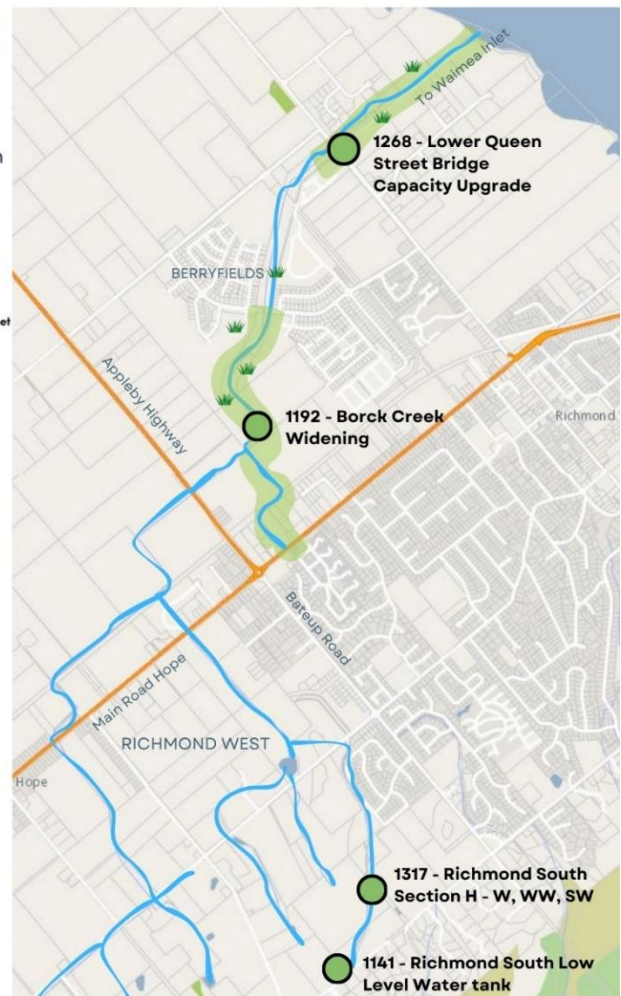 To Waimea Inlet
1268 - Lower Queen
Street Bridge
Capacity Upgrade
BERRYFIELDS
Appleby Highway
1192 - Borck Creek
Widening
Richmond
Bateup Road
Main Road Hope
RICHMOND WEST
Hope
1317 - Richmond South
Section H - W, WW, SW
1141 - Richmond South Low
Level Water tank